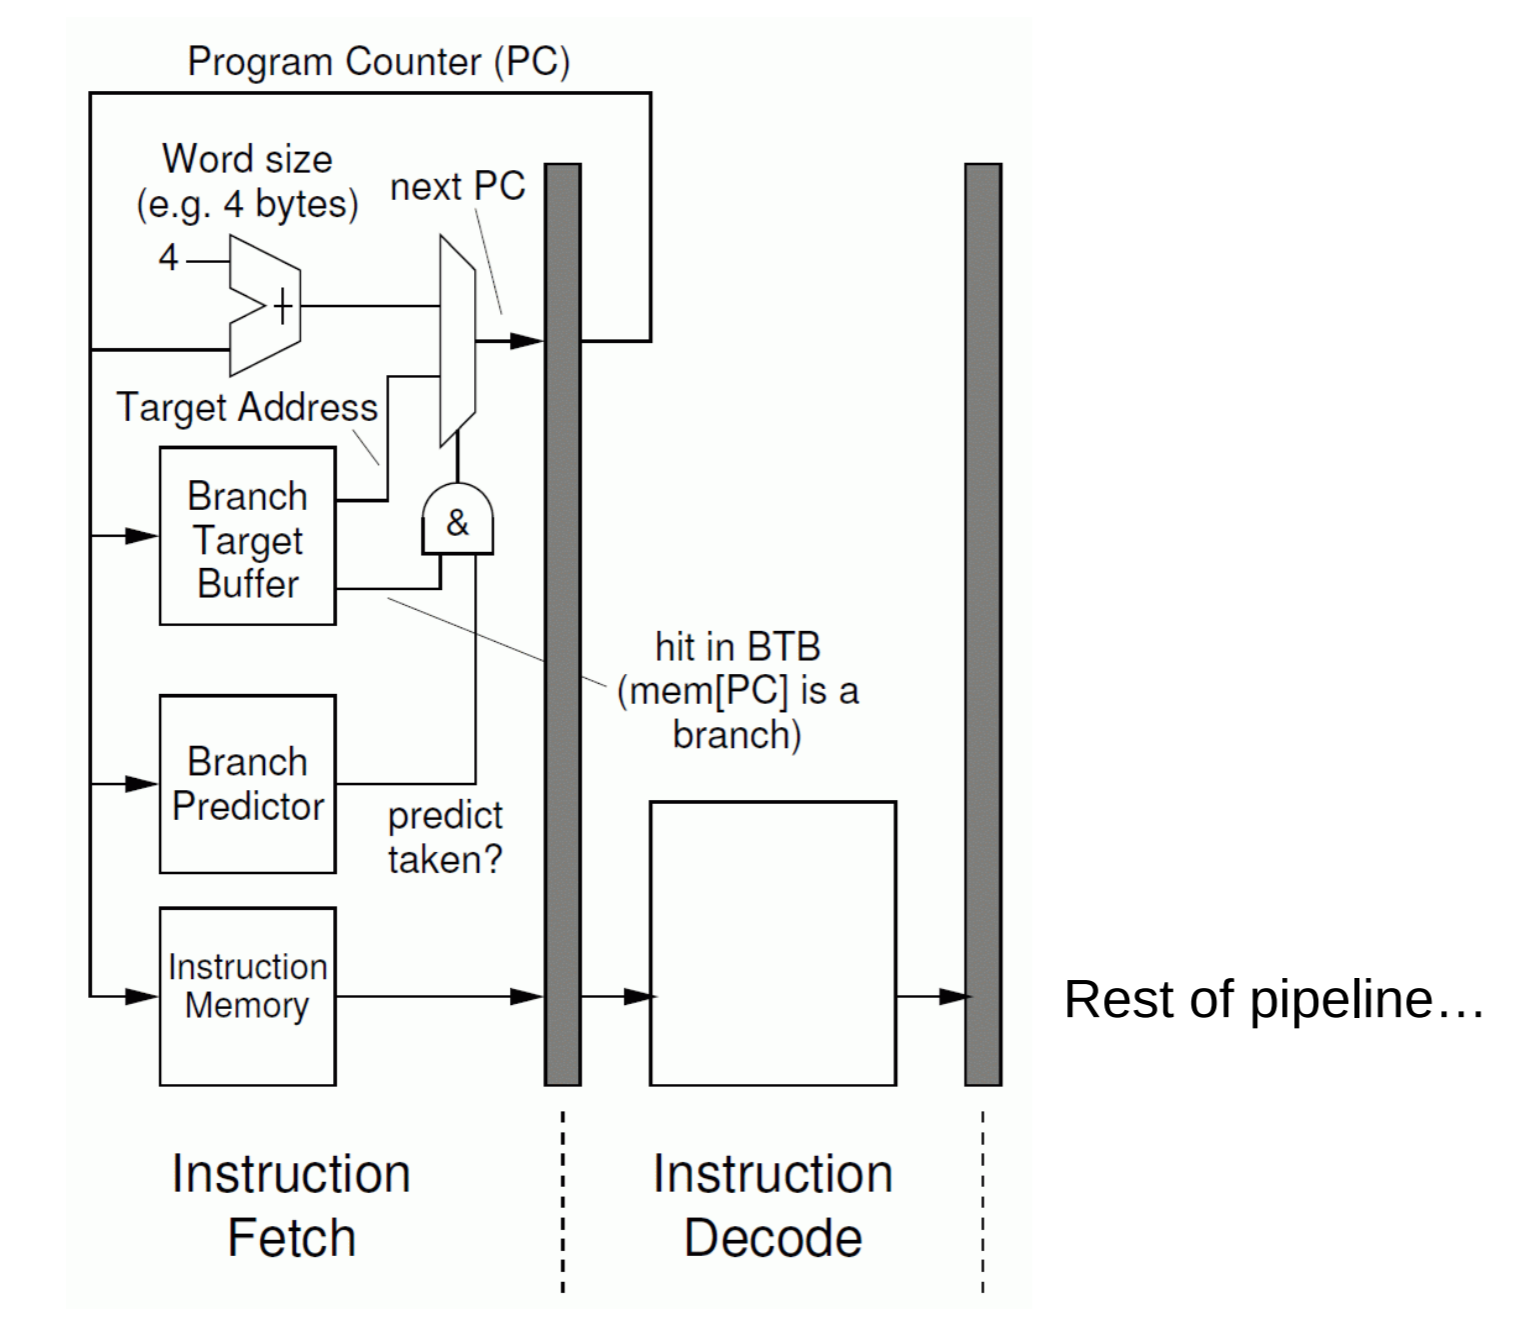 Program Counter (PC)
Word size
(e.g. 4 bytes)
next PC
4
+
Target Address
Branch
Target
Buffer
&
hit in BTB
(mem[PC] is a
branch)
Branch
Predictor
predict
taken?
Instruction
Memory
Rest of pipeline…
Instruction
Fetch
Instruction
Decode